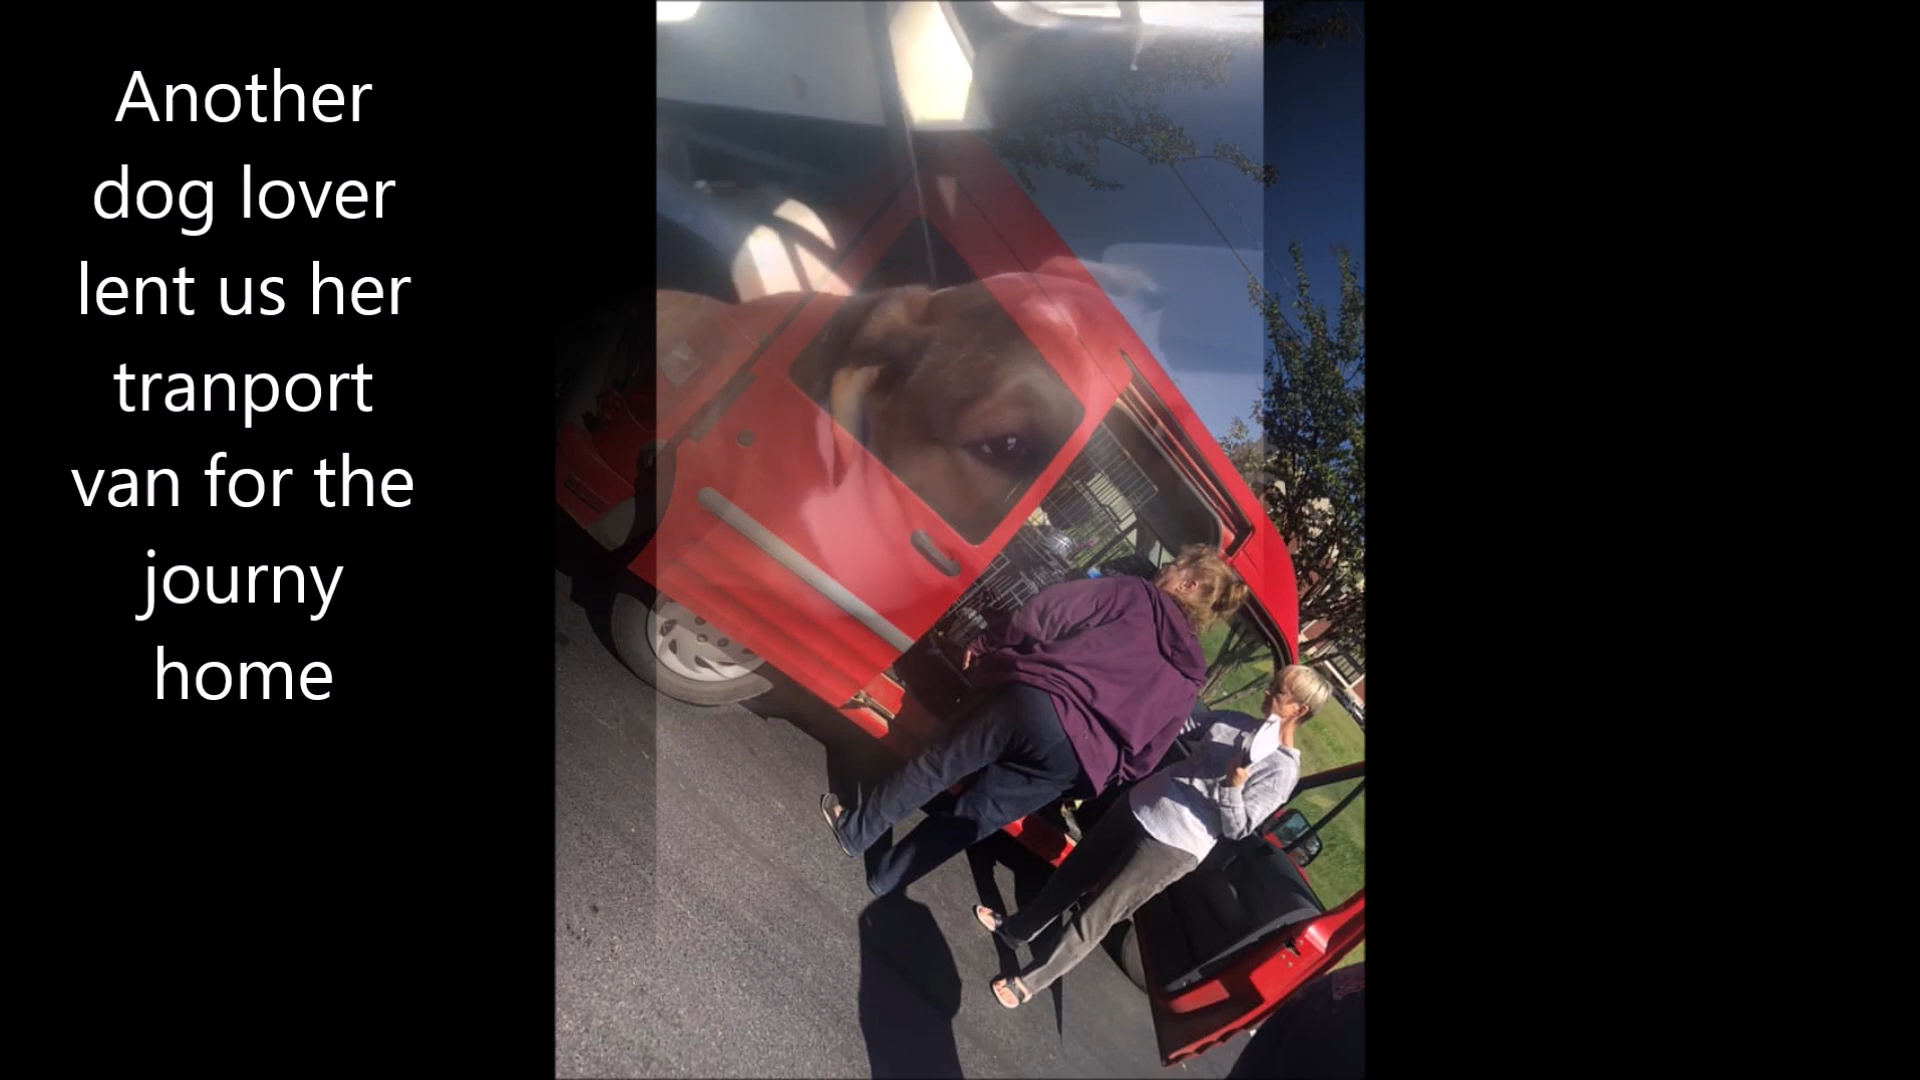 Another
dog lover
lent us her
tranport
van for the
journy
home